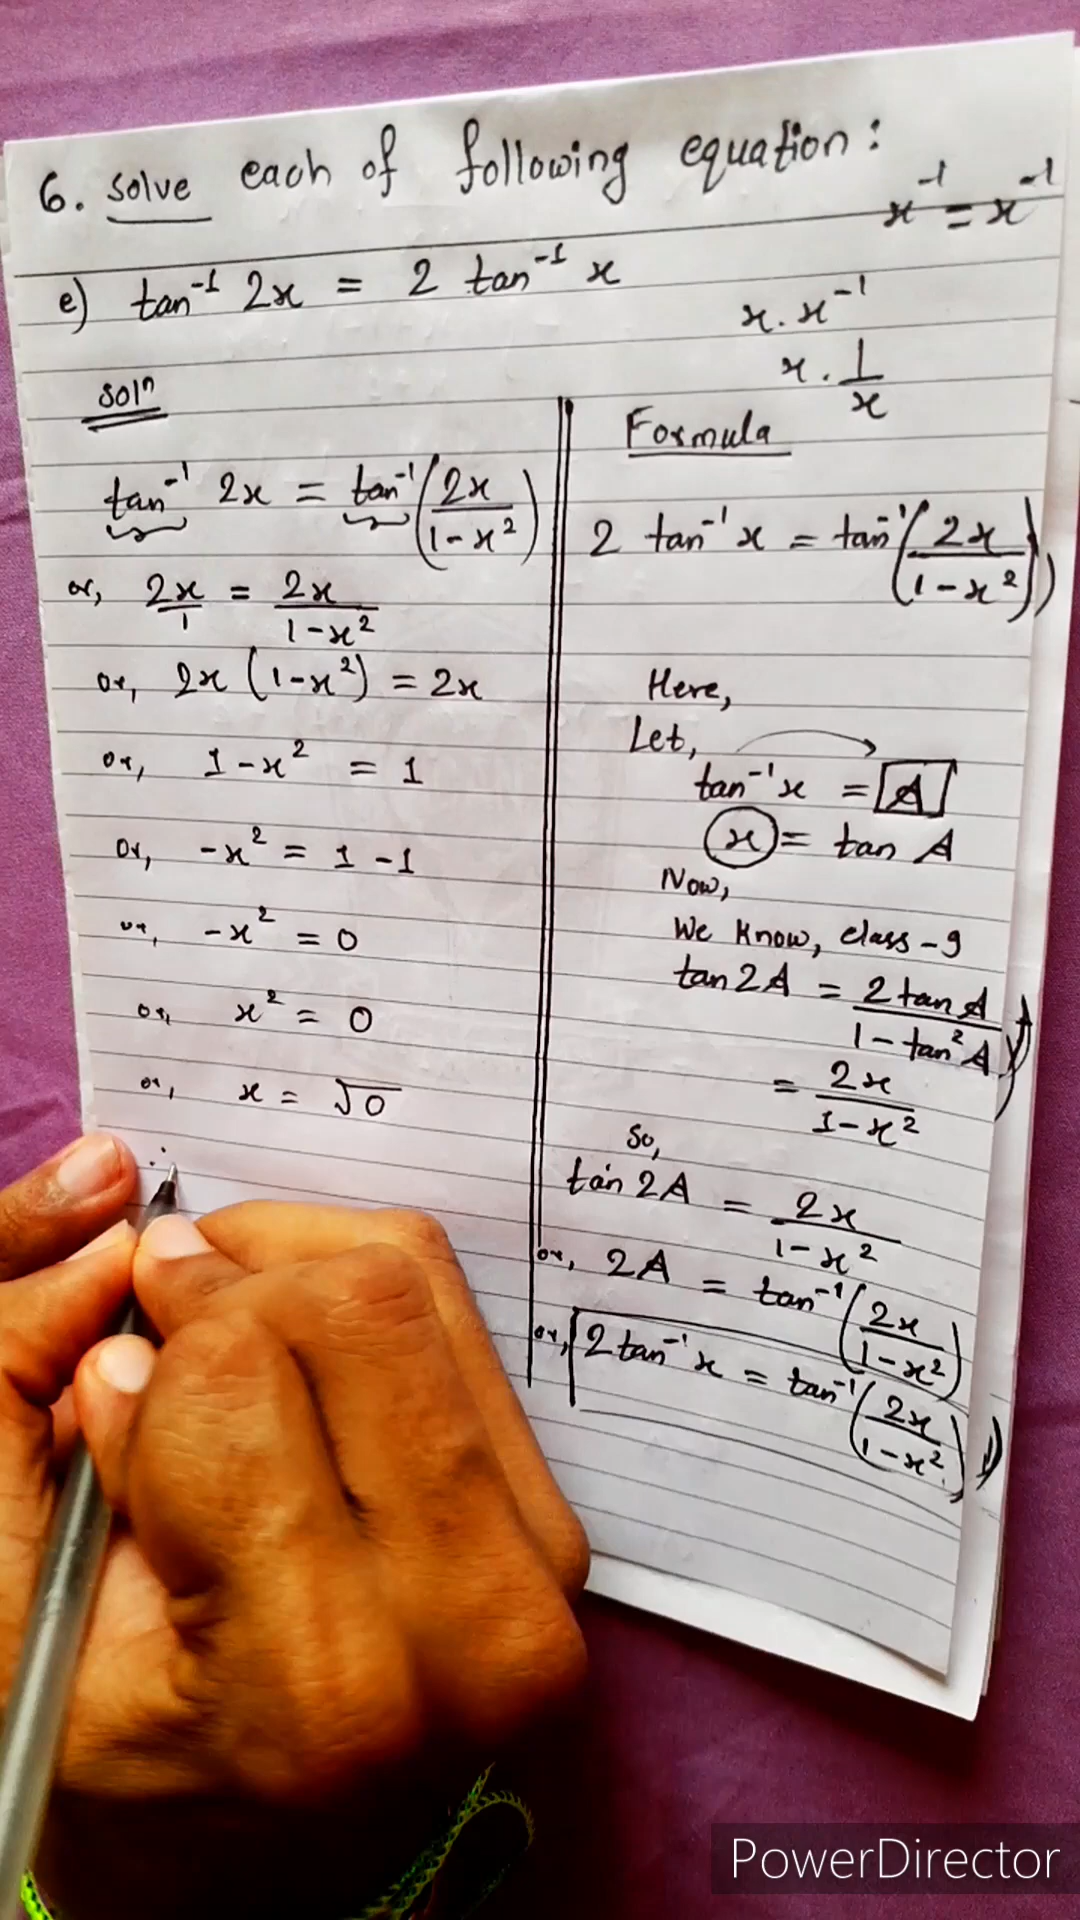 6. Solve each of following equation:
x⁻¹ = x⁻¹
e) tan⁻¹ 2x = 2 tan⁻¹ x
x . x⁻¹
x . 1/x
Solⁿ
tan⁻¹ 2x = tan⁻¹ (2x/(1-x²))
or, 2x/1 = 2x/(1-x²)
or, 2x (1-x²) = 2x
or, 1-x² = 1
or, -x² = 1 -1
or, -x² = 0
or, x² = 0
or, x = √0
∴
Formula
2 tan⁻¹ x = tan⁻¹ (2x/(1-x²))
Here,
Let,
tan⁻¹ x = A
x = tan A
Now,
We know, class-9
tan 2A = 2 tan A/(1 - tan² A)
= 2x/(1-x²)
So,
tan 2A = 2x/(1-x²)
or, 2A = tan⁻¹ (2x/(1-x²))
or, 2 tan⁻¹ x = tan⁻¹ (2x/(1-x²))
PowerDirector